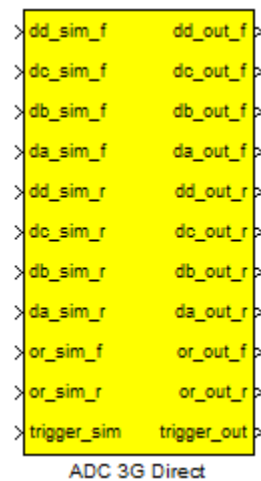 dd_sim_f dd_out_f
dc_sim_f dc_out_f
db_sim_f db_out_f
da_sim_f da_out_f
dd_sim_r dd_out_r
dc_sim_r dc_out_r
db_sim_r db_out_r
da_sim_r da_out_r
or_sim_f or_out_f
or_sim_r or_out_r
trigger_sim trigger_out
ADC 3G Direct